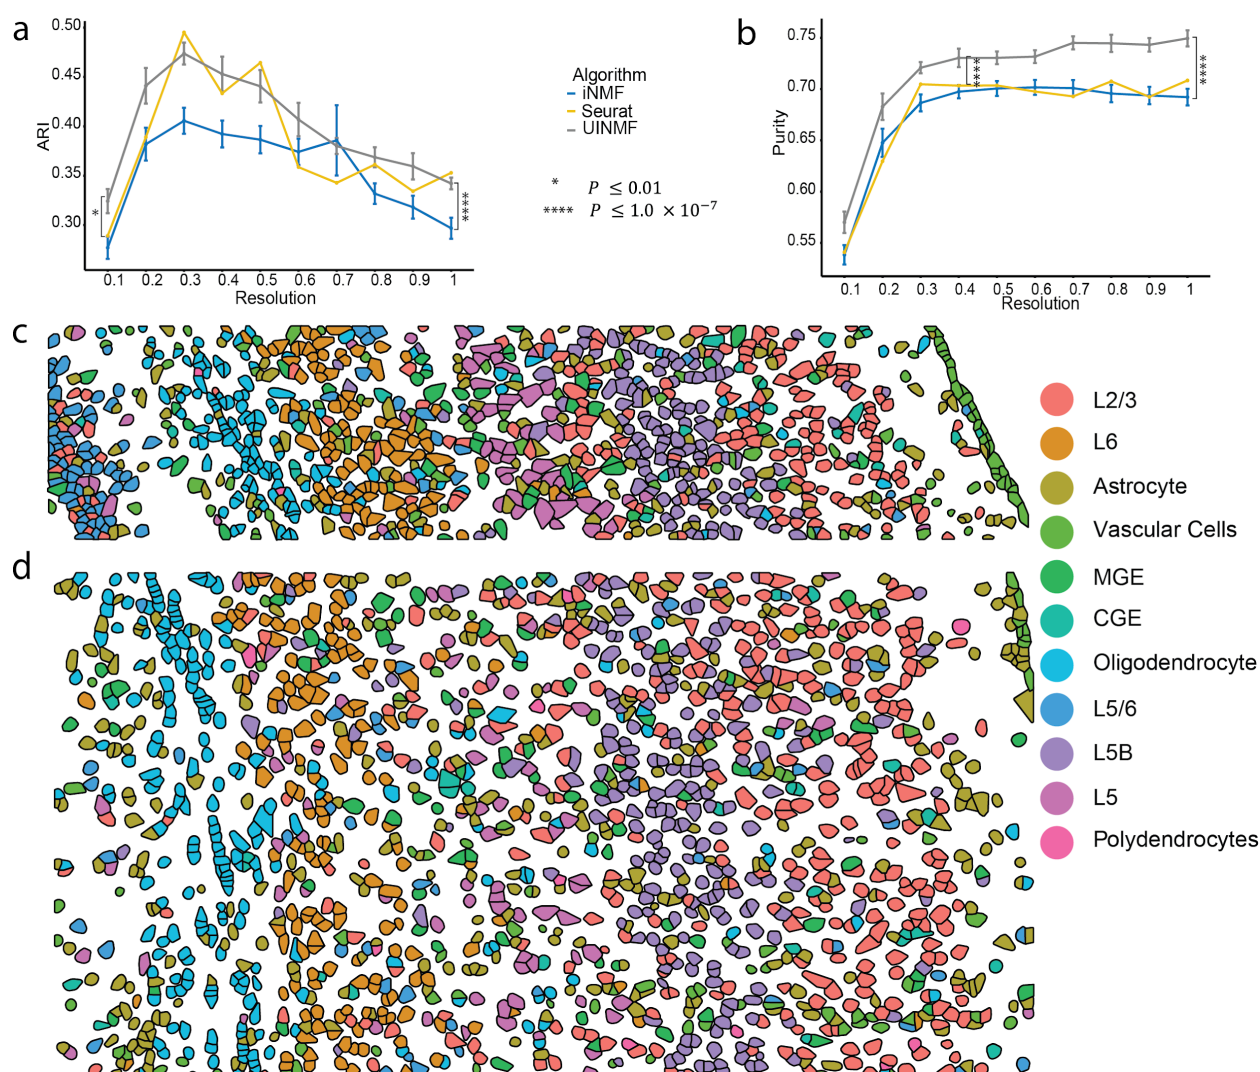 a
0.50
0.45
0.40
0.35
0.30
ARI
*
****
0.1 0.2 0.3 0.4 0.5 0.6 0.7 0.8 0.9 1
Resolution
Algorithm
iNMF
Seurat
UINMF
* P ≤ 0.01
**** P ≤ 1.0 × 10⁻⁷
b
0.75
0.70
0.65
0.60
0.55
Purity
****
****
0.1 0.2 0.3 0.4 0.5 0.6 0.7 0.8 0.9 1
Resolution
c
d
L2/3
L6
Astrocyte
Vascular Cells
MGE
CGE
Oligodendrocyte
L5/6
L5B
L5
Polydendrocytes